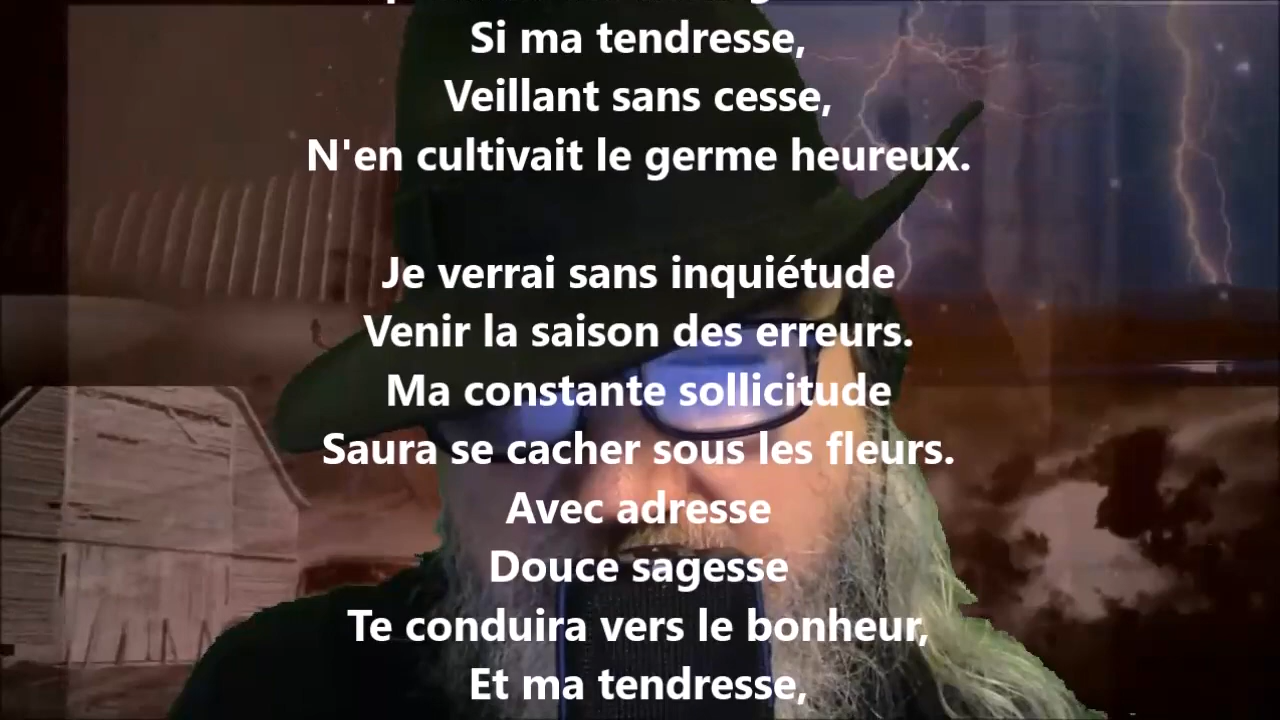 Si ma tendresse,
Veillant sans cesse,
N'en cultivait le germe heureux.
Je verrai sans inquiétude
Venir la saison des erreurs.
Ma constante sollicitude
Saura se cacher sous les fleurs.
Avec adresse
Douce sagesse
Te conduira vers le bonheur,
Et ma tendresse,